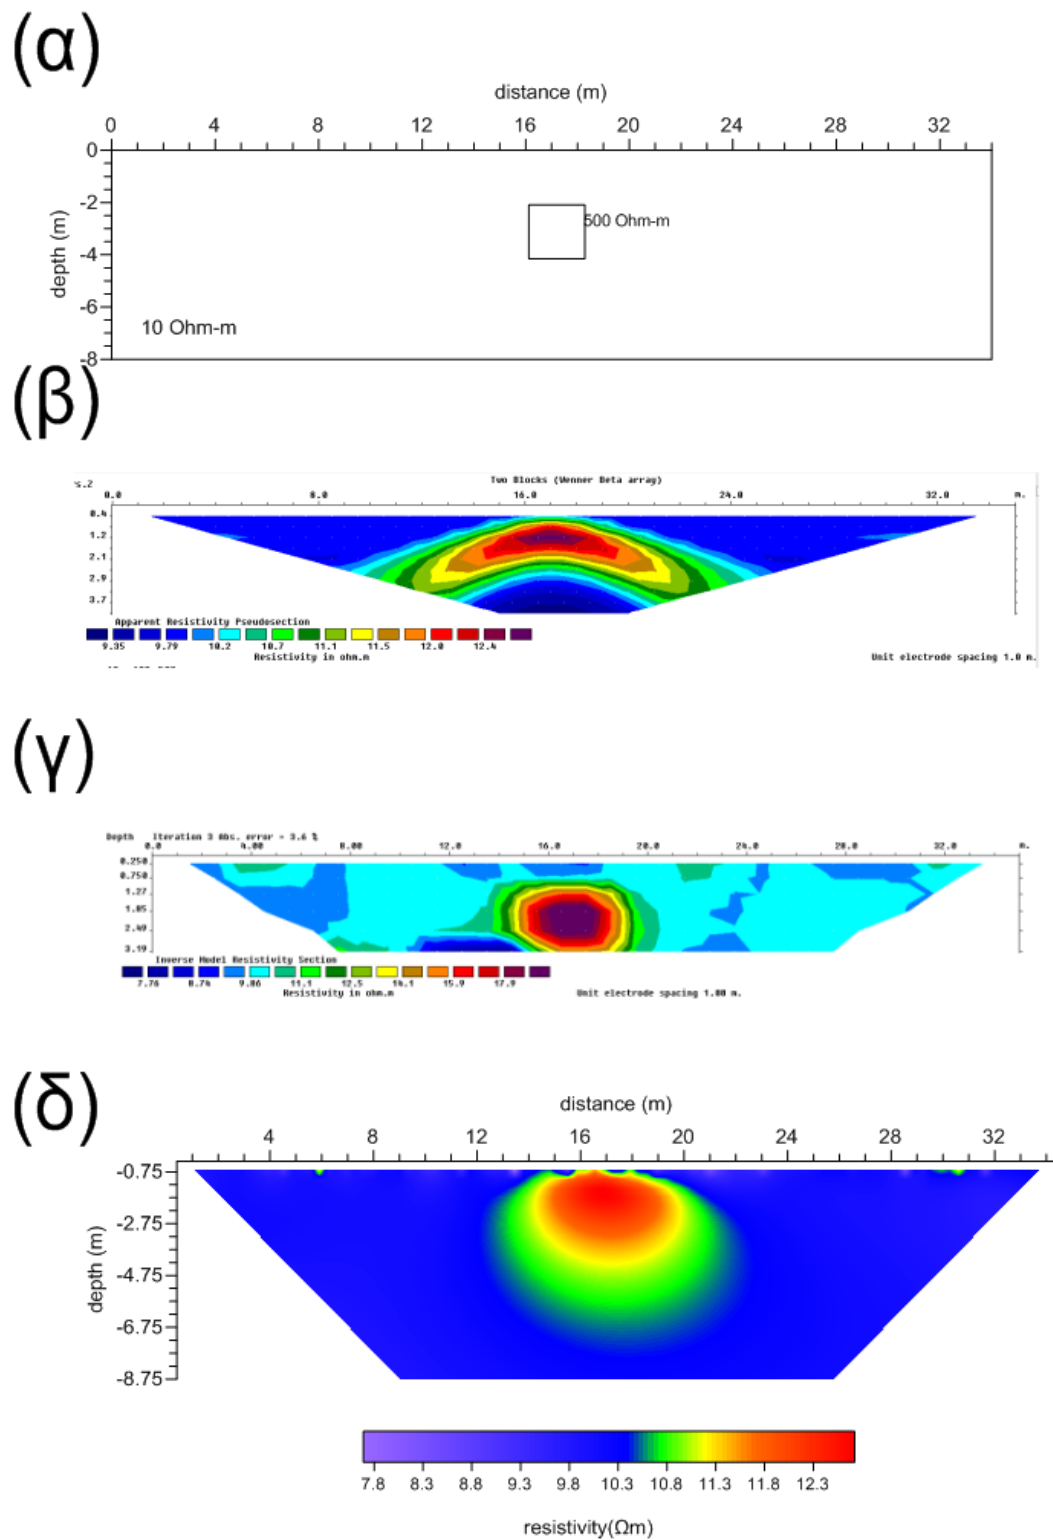 (α)
distance (m)
0 4 8 12 16 20 24 28 32
0
-2
500 Ohm-m
-4
depth (m)
-6
10 Ohm-m
-8
(β)
Two Blocks (Wenner Beta array)
s.2
0.0 8.0 16.0 24.0 32.0 m.
0.4
1.2
2.1
2.9
3.7
Apparent Resistivity Pseudosection
9.35 9.79 10.2 10.7 11.1 11.5 12.0 12.4
Resistivity in ohm.m
Unit electrode spacing 1.0 m.
(γ)
Depth Iteration 3 Abs. error = 3.6 %
0.0 4.00 8.00 12.0 16.0 20.0 24.0 28.0 32.0 m.
0.250
0.750
1.27
1.85
2.49
3.19
Inverse Model Resistivity Section
7.76 8.74 9.86 11.1 12.5 14.1 15.9 17.9
Resistivity in ohm.m
Unit electrode spacing 1.00 m.
(δ)
distance (m)
4 8 12 16 20 24 28 32
-0.75
-2.75
depth (m)
-4.75
-6.75
-8.75
7.8 8.3 8.8 9.3 9.8 10.3 10.8 11.3 11.8 12.3
resistivity(Ωm)